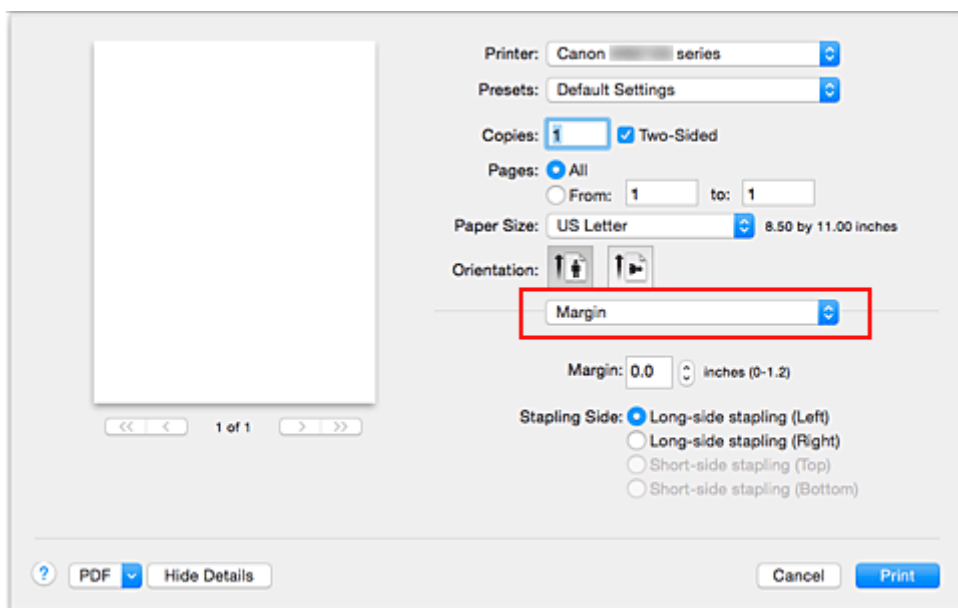 Printer: Canon series
Presets: Default Settings
Copies: 1 Two-Sided
Pages: All
From: 1 to: 1
Paper Size: US Letter 8.50 by 11.00 inches
Orientation:
Margin
Margin: 0.0 inches (0-1.2)
Stapling Side: Long-side stapling (Left)
Long-side stapling (Right)
Short-side stapling (Top)
Short-side stapling (Bottom)
<< < 1 of 1 > >>
? PDF Hide Details Cancel Print